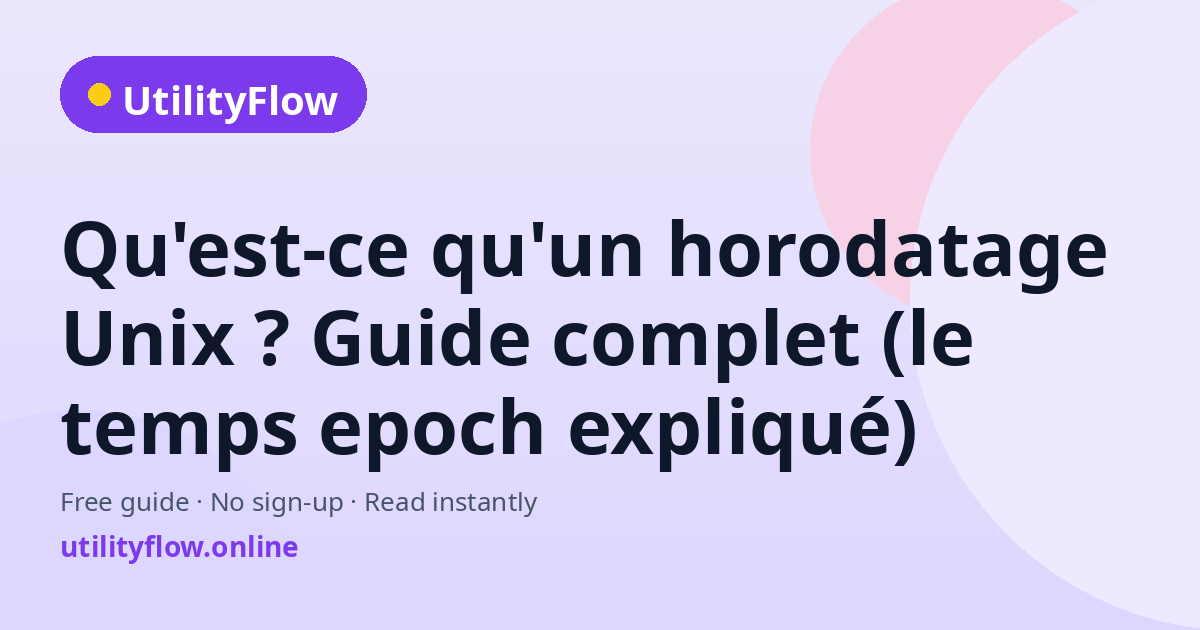 UtilityFlow
Qu'est-ce qu'un horodatage
Unix ? Guide complet (le
temps epoch expliqué)
Free guide · No sign-up · Read instantly
utilityflow.online